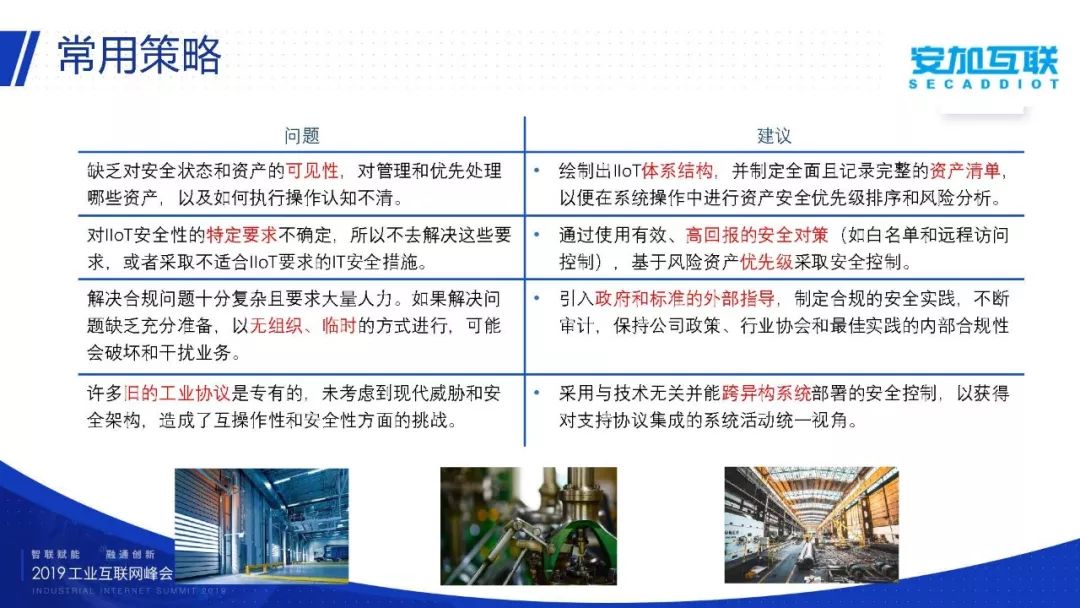 常用策略
安加互联
SECADDIOT
问题
建议
缺乏对安全状态和资产的可见性，对管理和优先处理
哪些资产，以及如何执行操作认知不清。
• 绘制出IIoT体系结构，并制定全面且记录完整的资产清单，
以便在系统操作中进行资产安全优先级排序和风险分析。
对IIoT安全性的特定要求不确定，所以不去解决这些要
求，或者采取不适合IIoT要求的IT安全措施。
• 通过使用有效、高回报的安全对策（如白名单和远程访问
控制），基于风险资产优先级采取安全控制。
解决合规问题十分复杂且要求大量人力。如果解决问
题缺乏充分准备，以无组织、临时的方式进行，可能
会破坏和干扰业务。
• 引入政府和标准的外部指导，制定合规的安全实践，不断
审计，保持公司政策、行业协会和最佳实践的内部合规性
许多旧的工业协议是专有的，未考虑到现代威胁和安
全架构，造成了互操作性和安全性方面的挑战。
• 采用与技术无关并能跨异构系统部署的安全控制，以获得
对支持协议集成的系统活动统一视角。
智联赋能 融通创新
2019工业互联网峰会
INDUSTRIAL INTERNET SUMMIT 2019